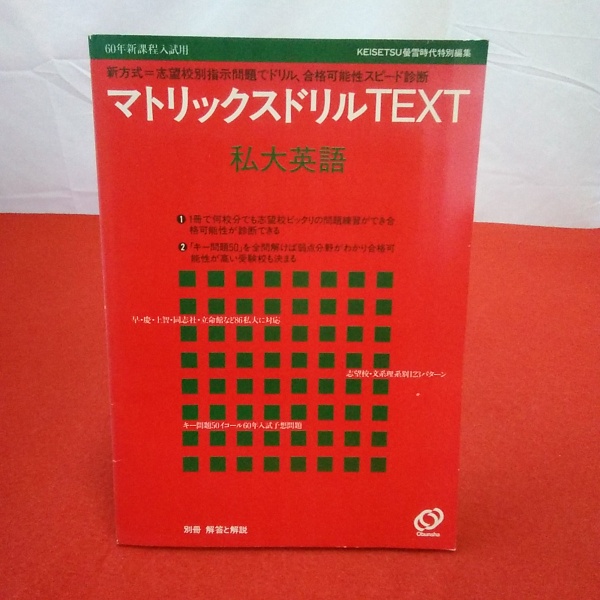 60年新課程入試用
KEISETSU螢雪時代特別編集
新方式=志望校別指示問題でドリル、合格可能性スピード診断
マトリックスドリルTEXT
私大英語
❶ 1冊で何校分でも志望校ピッタリの問題練習ができ合
格可能性が診断できる
❷ 「キー問題50」を全問解けば弱点分野がわかり合格可
能性が高い受験校も決まる
早・慶・上智・同志社・立命館など86私大に対応
志望校・文系理系別123パターン
キー問題50イコール60年入試予想問題
別冊 解答と解説
Obunsha